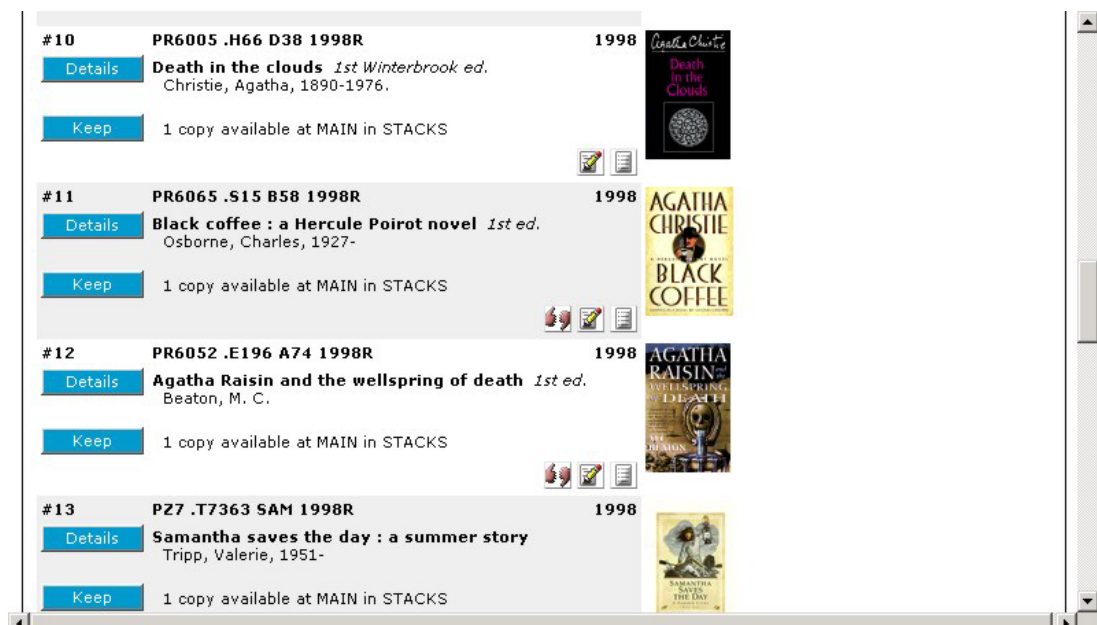 #10 PR6005 .H66 D38 1998R 1998
Details Death in the clouds 1st Winterbrook ed.
Christie, Agatha, 1890-1976.
Keep 1 copy available at MAIN in STACKS
Agatha Christie
Death
in the
Clouds
#11 PR6065 .S15 B58 1998R 1998
Details Black coffee : a Hercule Poirot novel 1st ed.
Osborne, Charles, 1927-
Keep 1 copy available at MAIN in STACKS
AGATHA
CHRISTIE
BLACK
COFFEE
#12 PR6052 .E196 A74 1998R 1998
Details Agatha Raisin and the wellspring of death 1st ed.
Beaton, M. C.
Keep 1 copy available at MAIN in STACKS
AGATHA
RAISIN and the
WELLSPRING
of DEATH
M.C.
BEATON
#13 PZ7 .T7363 SAM 1998R 1998
Details Samantha saves the day : a summer story
Tripp, Valerie, 1951-
Keep 1 copy available at MAIN in STACKS
SAMANTHA
SAVES
THE DAY